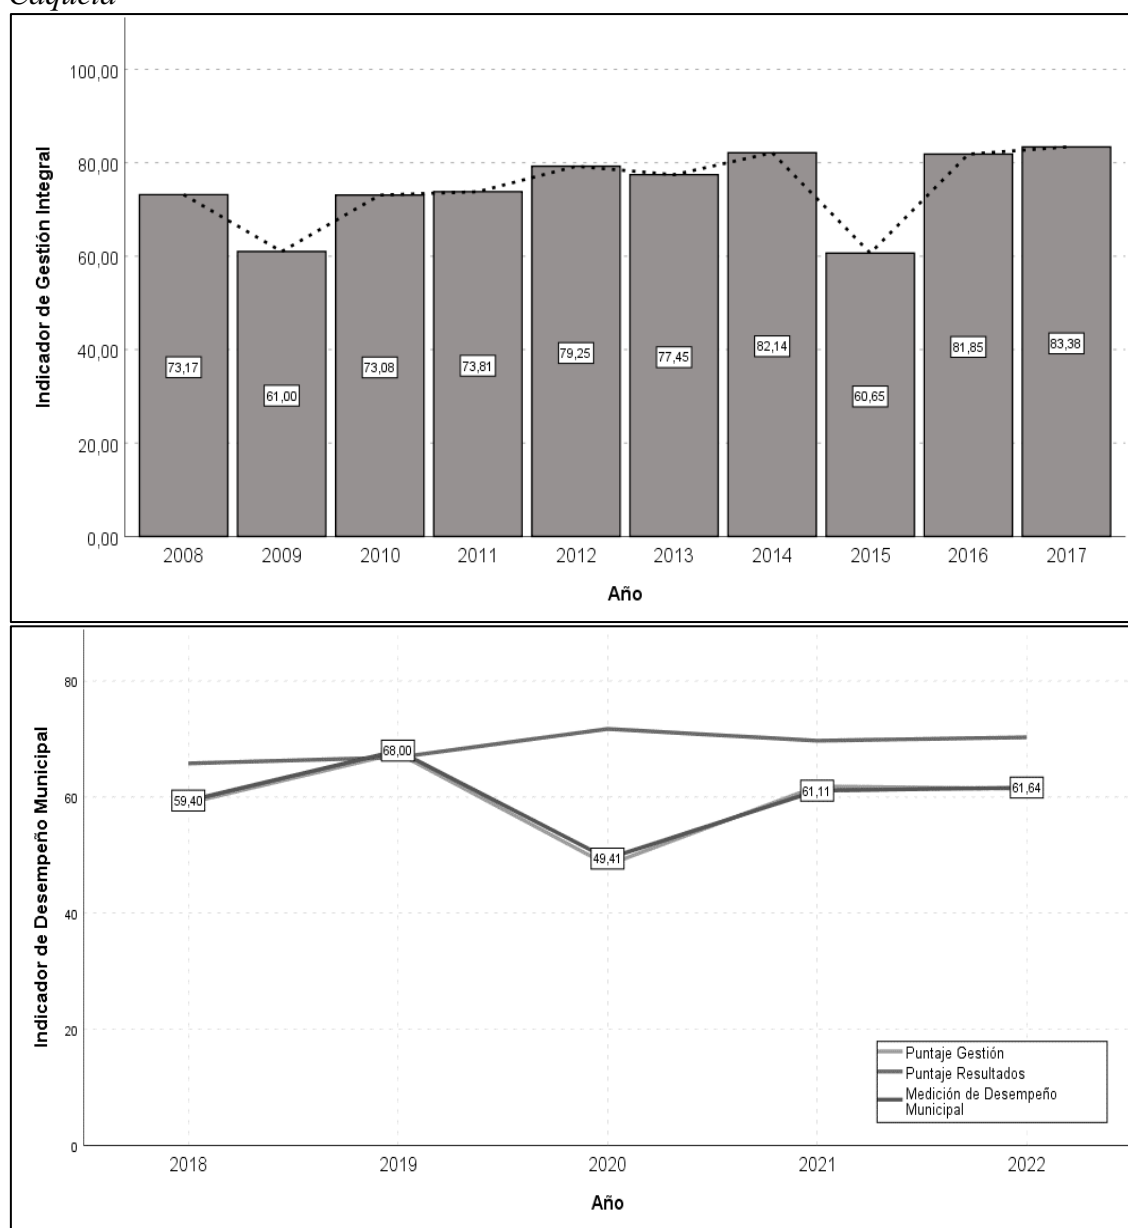 Caquetá
100,00
80,00
60,00
40,00
20,00
0,00
Indicador de Gestión Integral
73,17
61,00
73,08
73,81
79,25
77,45
82,14
60,65
81,85
83,38
2008 2009 2010 2011 2012 2013 2014 2015 2016 2017
Año
80
60
40
20
0
Indicador de Desempeño Municipal
59,40
68,00
49,41
61,11
61,64
Puntaje Gestión
Puntaje Resultados
Medición de Desempeño
Municipal
2018 2019 2020 2021 2022
Año